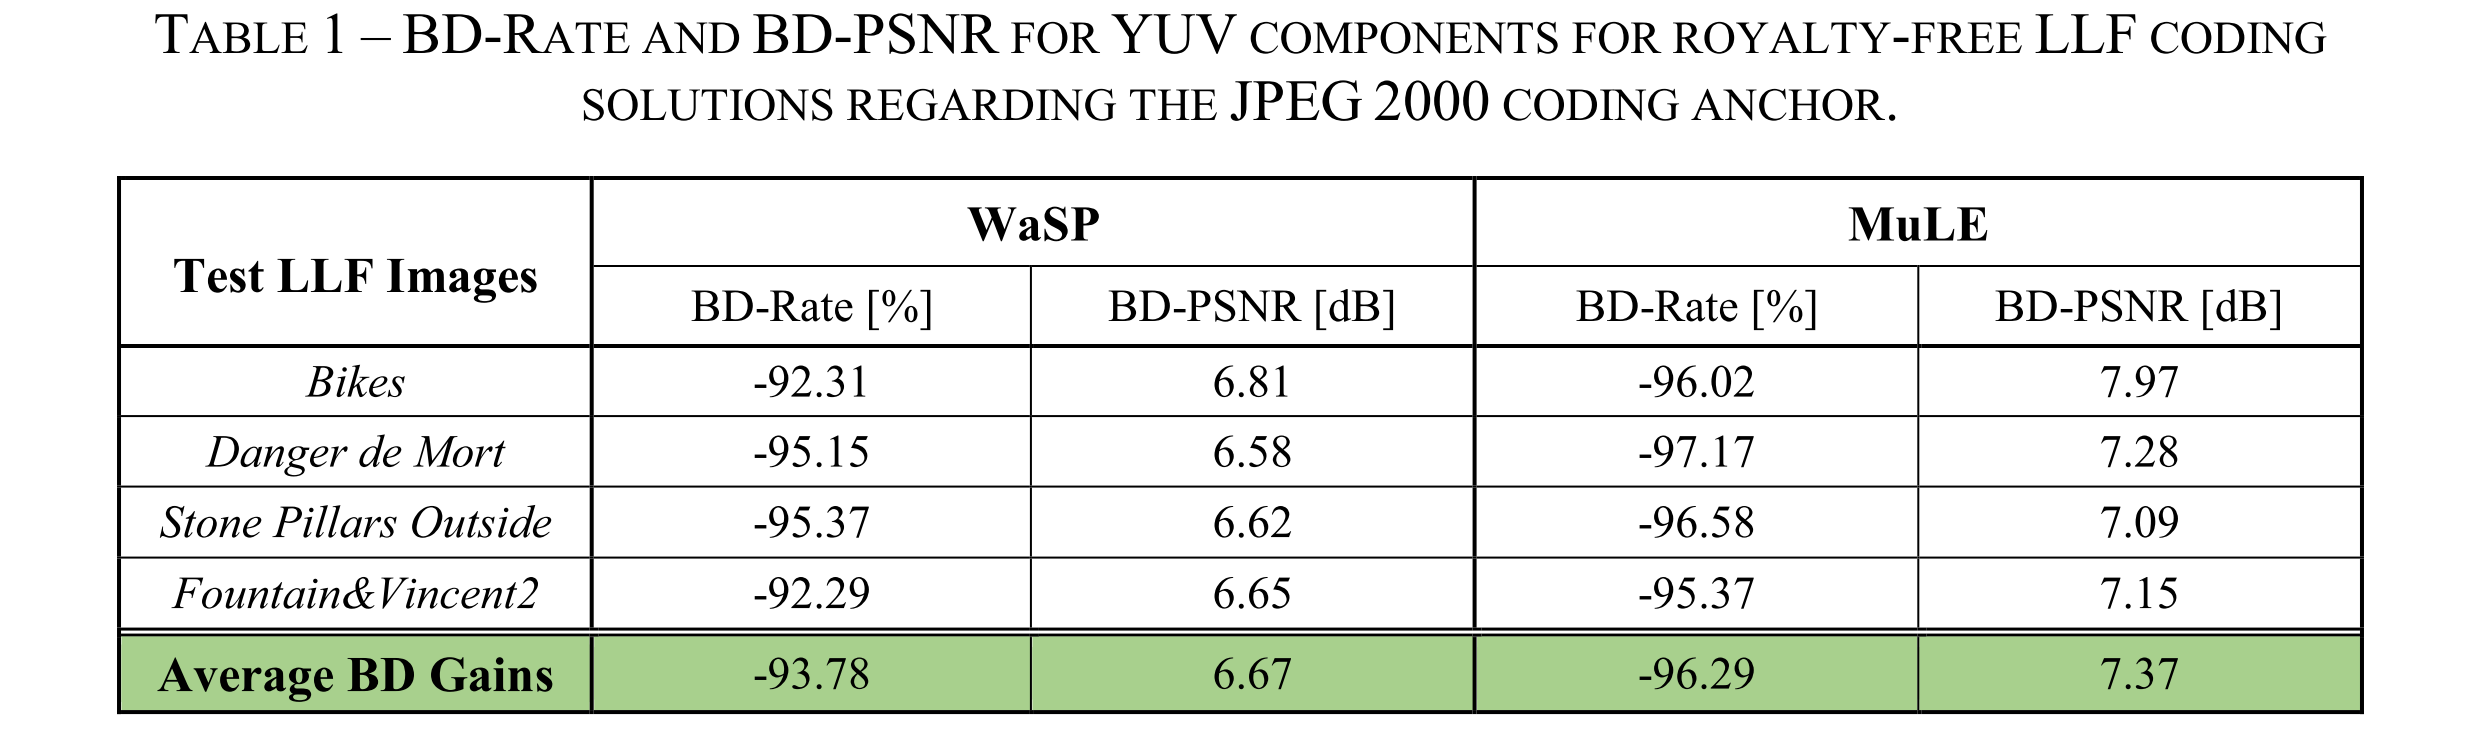 TABLE 1 – BD-RATE AND BD-PSNR FOR YUV COMPONENTS FOR ROYALTY-FREE LLF CODING
SOLUTIONS REGARDING THE JPEG 2000 CODING ANCHOR.
Test LLF Images WaSP MuLE
BD-Rate [%] BD-PSNR [dB] BD-Rate [%] BD-PSNR [dB]
Bikes -92.31 6.81 -96.02 7.97
Danger de Mort -95.15 6.58 -97.17 7.28
Stone Pillars Outside -95.37 6.62 -96.58 7.09
Fountain&Vincent2 -92.29 6.65 -95.37 7.15
Average BD Gains -93.78 6.67 -96.29 7.37